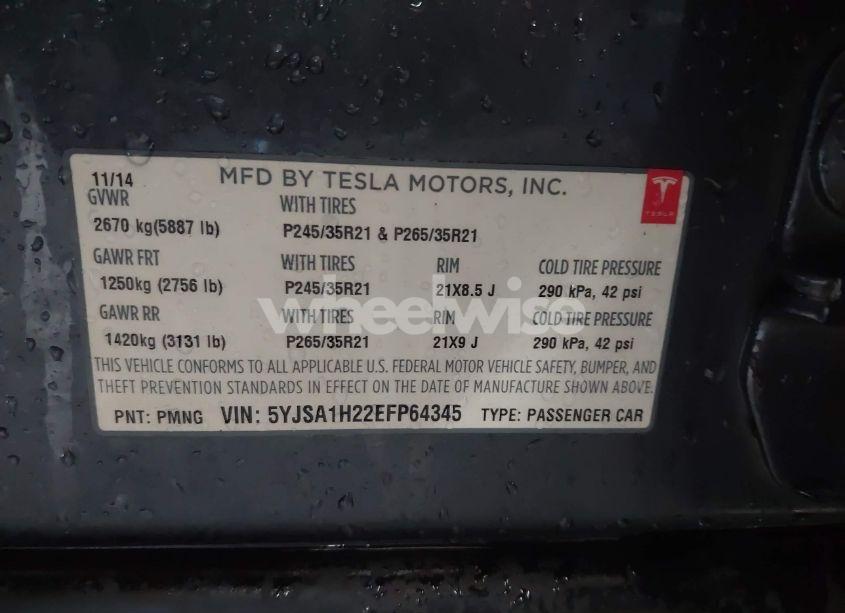 11/14 MFD BY TESLA MOTORS, INC.
GVWR WITH TIRES
2670 kg(5887 lb) P245/35R21 & P265/35R21
TESLA
GAWR FRT WITH TIRES RIM COLD TIRE PRESSURE
1250kg (2756 lb) P245/35R21 21X8.5 J 290 kPa, 42 psi
wheelwise
GAWR RR WITH TIRES RIM COLD TIRE PRESSURE
1420kg (3131 lb) P265/35R21 21X9 J 290 kPa, 42 psi
THIS VEHICLE CONFORMS TO ALL APPLICABLE U.S. FEDERAL MOTOR VEHICLE SAFETY, BUMPER, AND
THEFT PREVENTION STANDARDS IN EFFECT ON THE DATE OF MANUFACTURE SHOWN ABOVE.
PNT: PMNG VIN: 5YJSA1H22EFP64345 TYPE: PASSENGER CAR